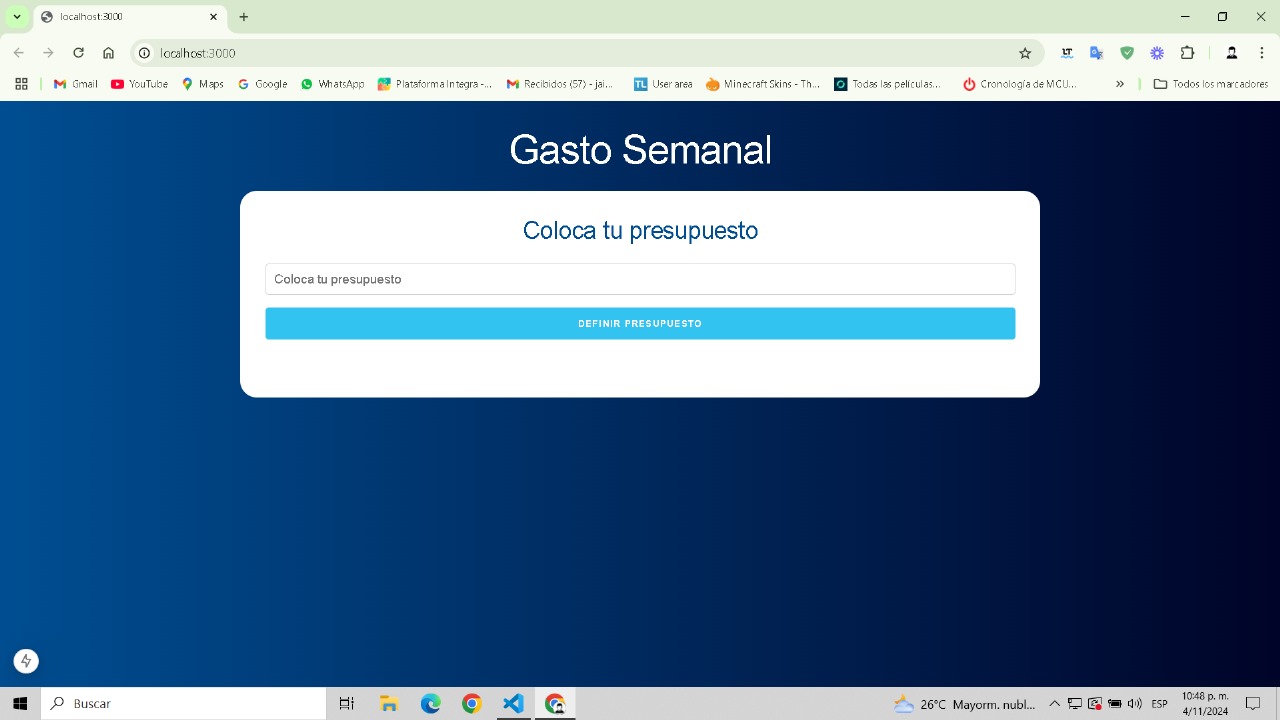 localhost:3000
localhost:3000
Gmail
YouTube
Maps
Google
WhatsApp
Plataforma Integra -...
Recibidos (57) - jai...
User area
Minecraft Skins - Th...
Todas las películas...
Cronología de MCU...
Todos los marcadores
Gasto Semanal
Coloca tu presupuesto
Coloca tu presupuesto
DEFINIR PRESUPUESTO
Buscar
26°C Mayorm. nubl...
ESP
10:48 p. m.
4/11/2024